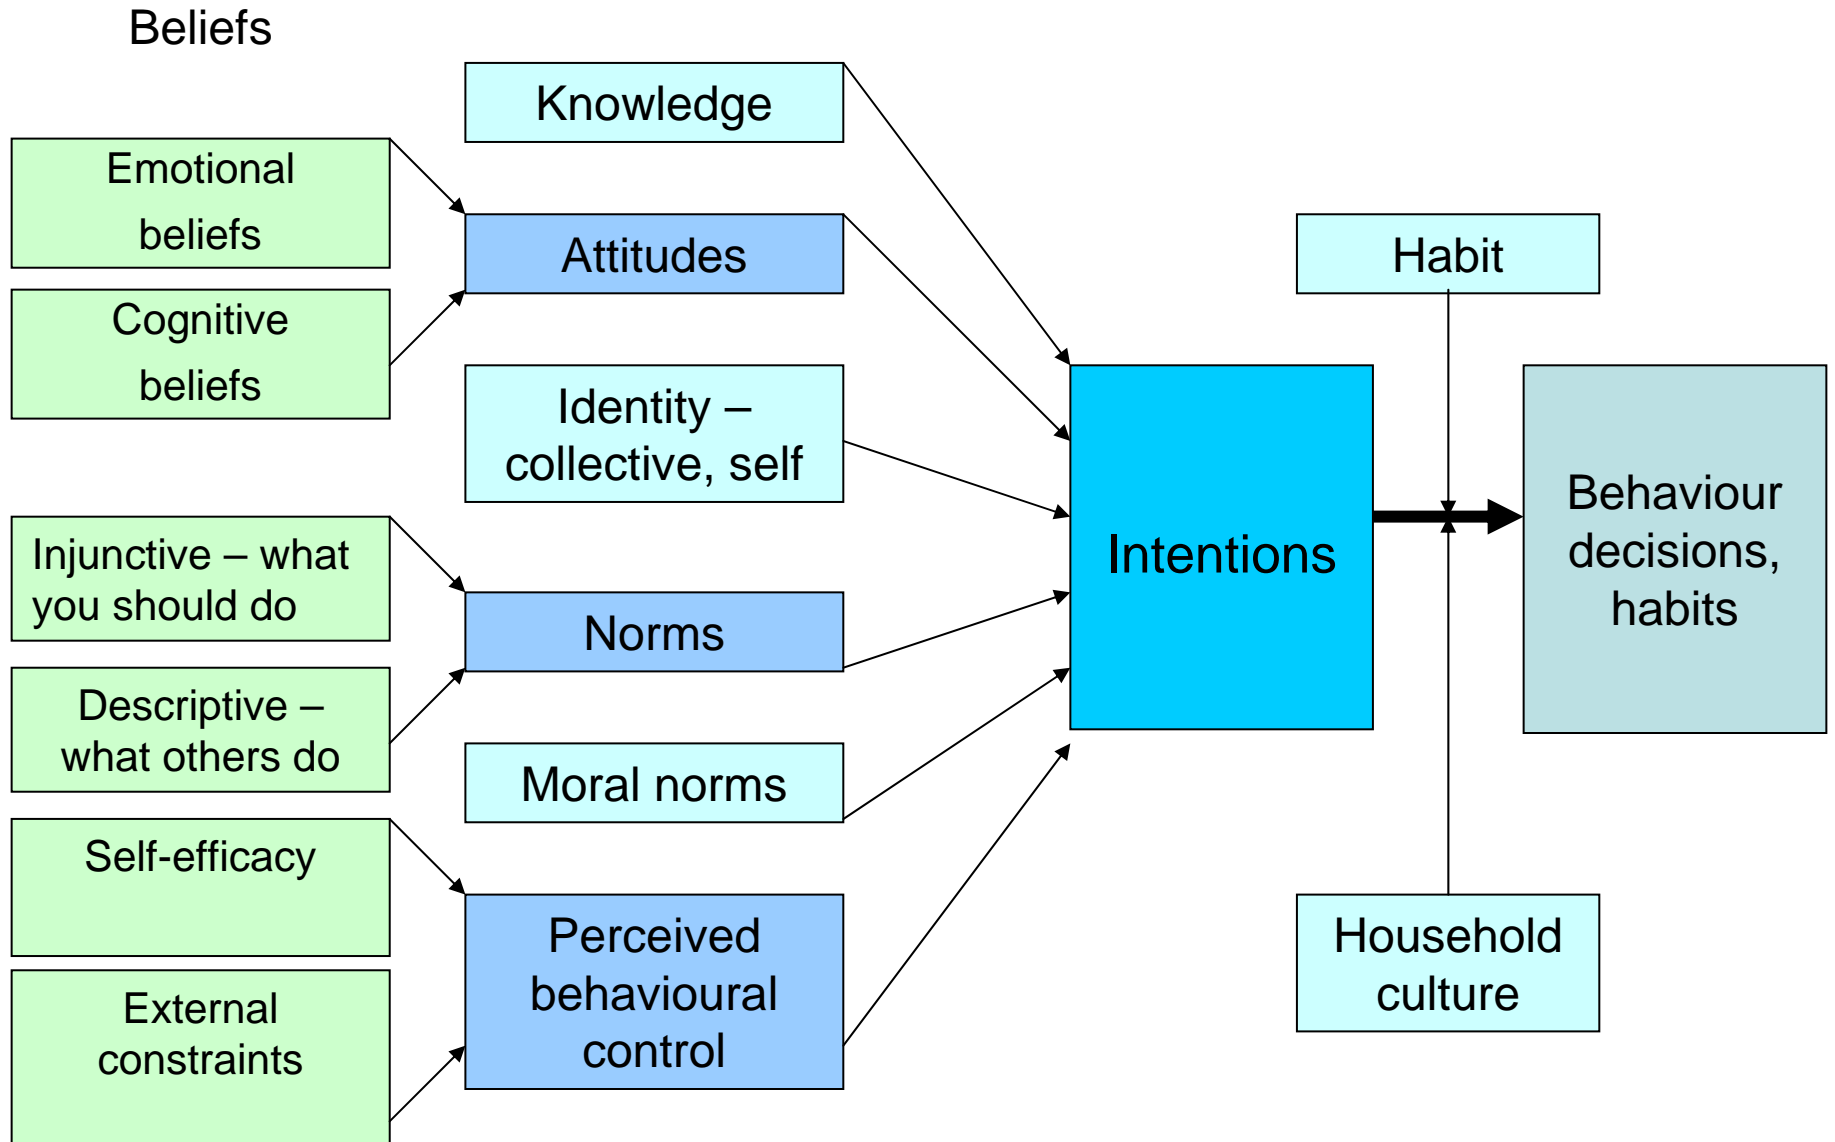 Beliefs
Knowledge
Emotional
beliefs
Attitudes
Cognitive
beliefs
Identity –
collective, self
Injunctive – what
you should do
Norms
Descriptive –
what others do
Moral norms
Self-efficacy
Perceived
behavioural
control
External
constraints
Intentions
Habit
Household
culture
Behaviour
decisions,
habits